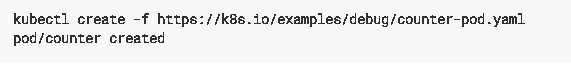 kubectl create -f https://k8s.io/examples/debug/counter-pod.yaml
pod/counter created